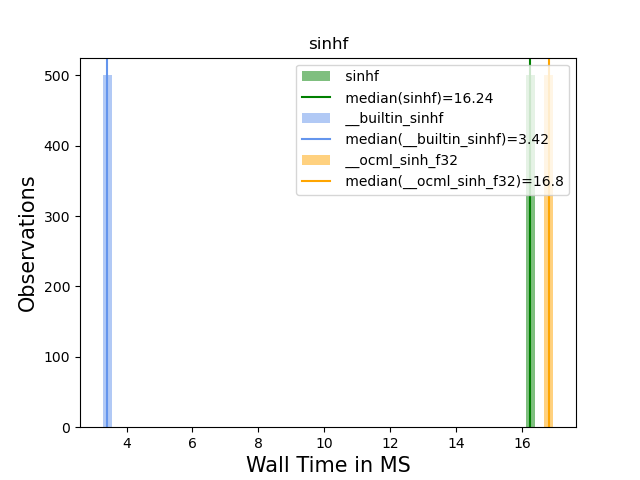 sinhf
sinhf
median(sinhf)=16.24
__builtin_sinhf
median(__builtin_sinhf)=3.42
__ocml_sinh_f32
median(__ocml_sinh_f32)=16.8
500
400
300
200
100
0
Observations
4 6 8 10 12 14 16
Wall Time in MS